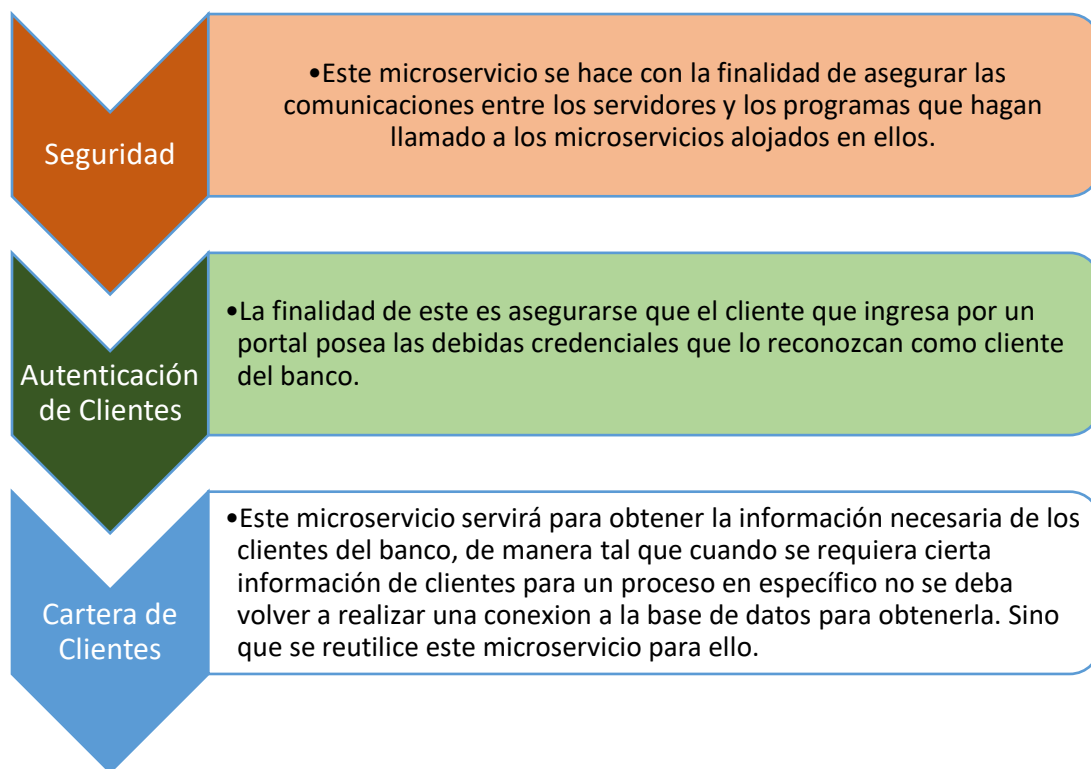 Seguridad
•Este microservicio se hace con la finalidad de asegurar las
comunicaciones entre los servidores y los programas que hagan
llamado a los microservicios alojados en ellos.
Autenticación
de Clientes
•La finalidad de este es asegurarse que el cliente que ingresa por un
portal posea las debidas credenciales que lo reconozcan como cliente
del banco.
Cartera de
Clientes
•Este microservicio servirá para obtener la información necesaria de los
clientes del banco, de manera tal que cuando se requiera cierta
información de clientes para un proceso en específico no se deba
volver a realizar una conexion a la base de datos para obtenerla. Sino
que se reutilice este microservicio para ello.